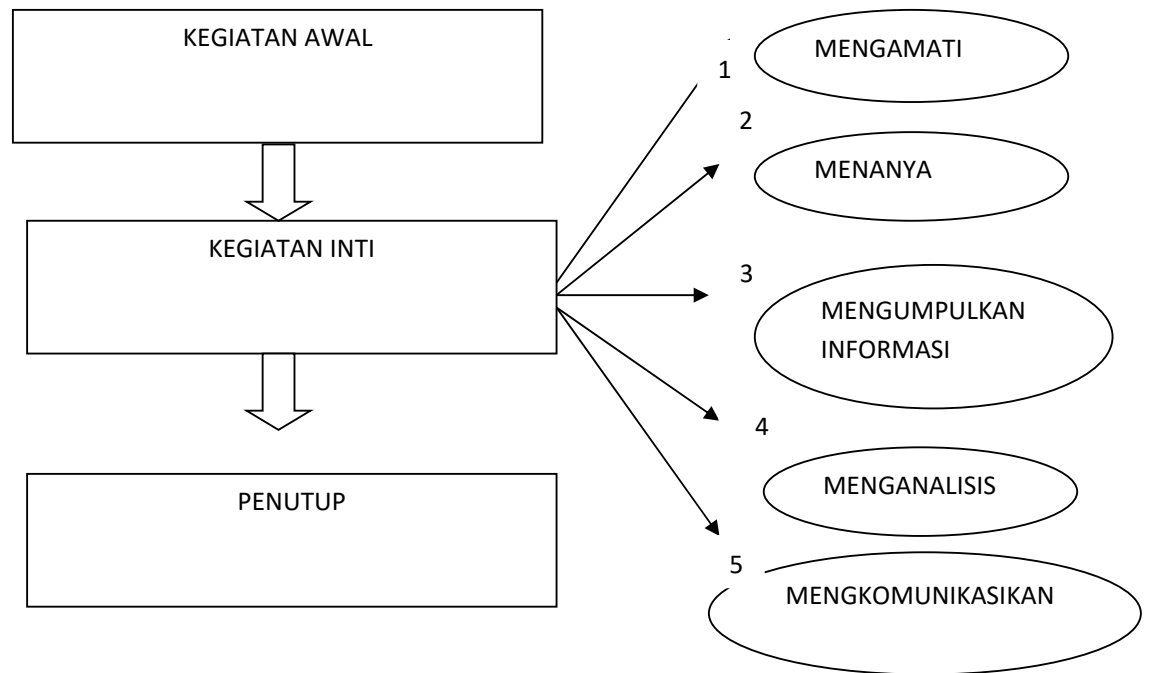 KEGIATAN AWAL
KEGIATAN INTI
PENUTUP
1
MENGAMATI
2
MENANYA
3
MENGUMPULKAN
INFORMASI
4
MENGANALISIS
5
MENGKOMUNIKASIKAN